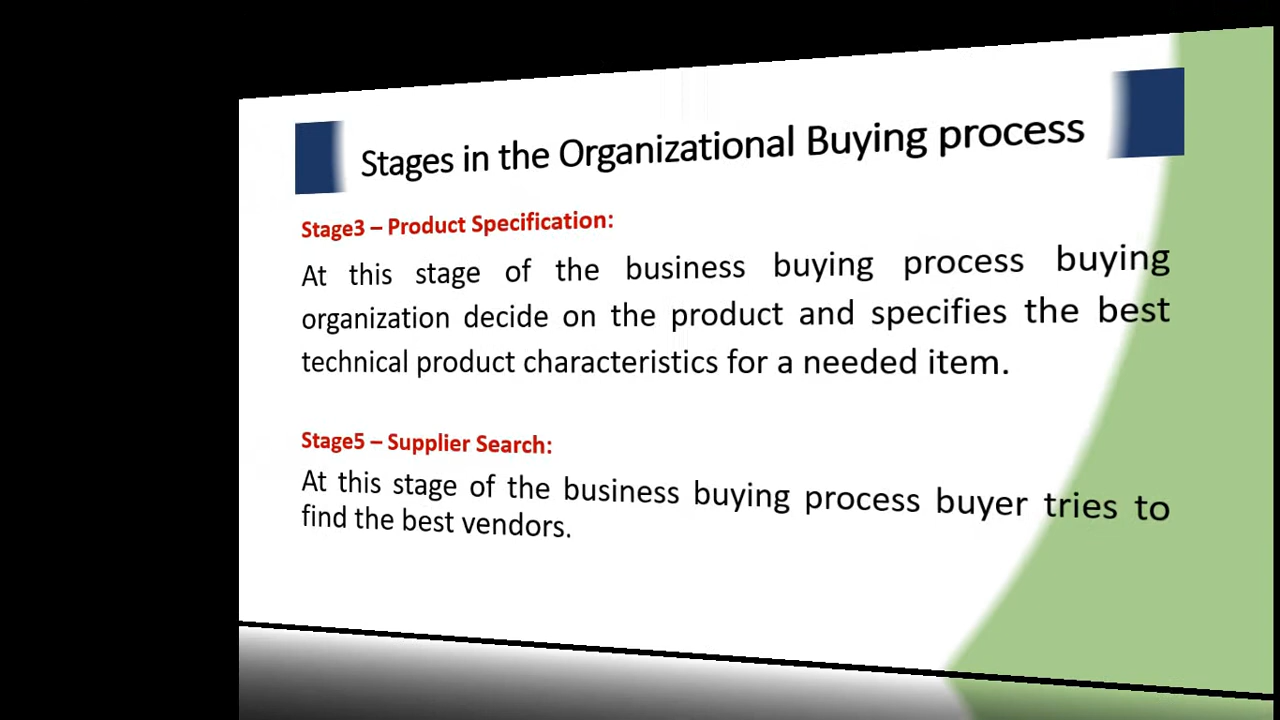 Stages in the Organizational Buying process
Stage3 – Product Specification:
At this stage of the business buying process buying
organization decide on the product and specifies the best
technical product characteristics for a needed item.
Stage5 – Supplier Search:
At this stage of the business buying process buyer tries to
find the best vendors.